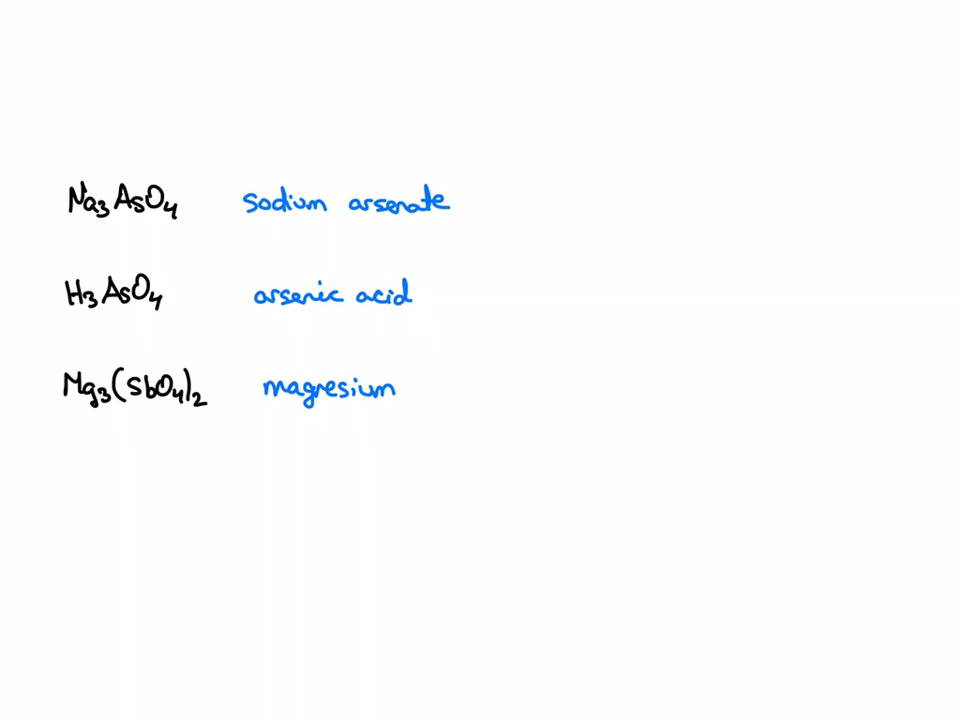 Na₃AsO₄ sodium arsenate
H₃AsO₄ arsenic acid
Mg₃(SbO₄)₂ magnesium